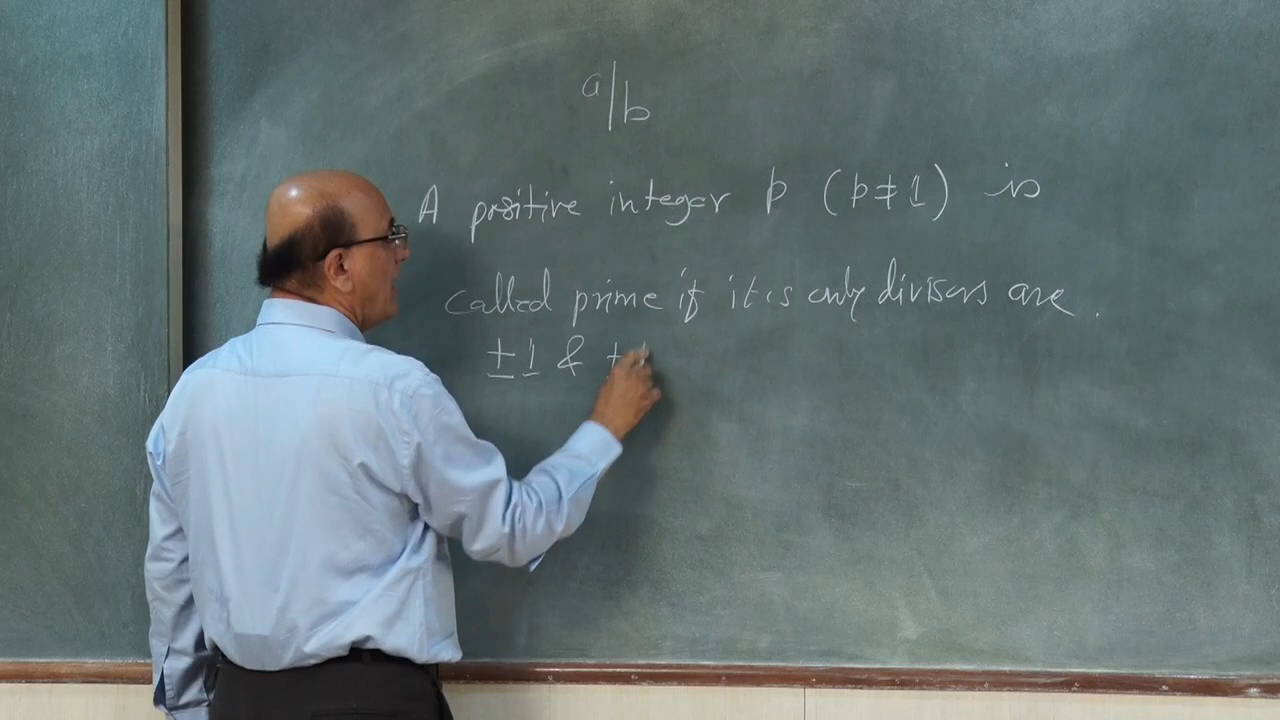 a|b
A positive integer p (p≠1) is
called prime if it is only divisors are.
±1 & ±